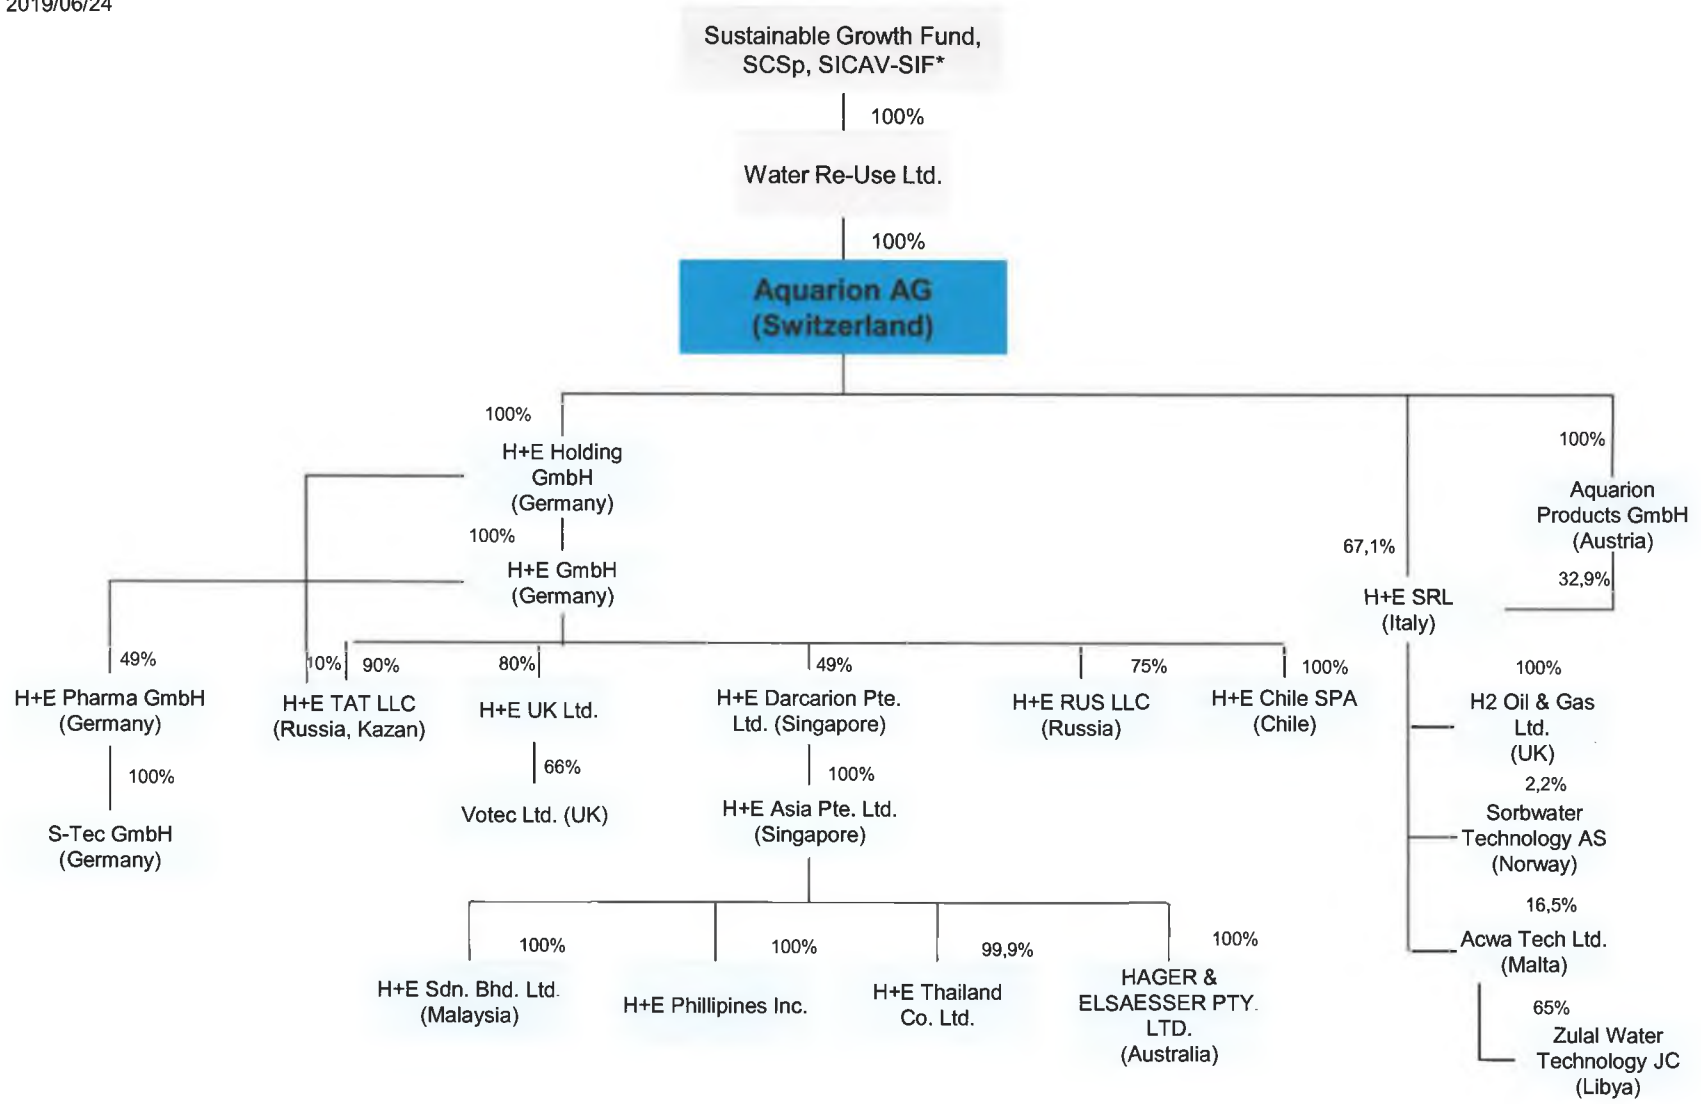 2019/06/24
Sustainable Growth Fund,
SCSp, SICAV-SIF*
100%
Water Re-Use Ltd.
100%
Aquarion AG
(Switzerland)
100%
H+E Holding
GmbH
(Germany)
100%
H+E GmbH
(Germany)
100%
Aquarion
Products GmbH
(Austria)
67,1%
32,9%
H+E SRL
(Italy)
49%
H+E Pharma GmbH
(Germany)
100%
S-Tec GmbH
(Germany)
10%
90%
H+E TAT LLC
(Russia, Kazan)
80%
H+E UK Ltd.
66%
Votec Ltd. (UK)
49%
H+E Darcarion Pte.
Ltd. (Singapore)
100%
H+E Asia Pte. Ltd.
(Singapore)
75%
H+E RUS LLC
(Russia)
100%
H+E Chile SPA
(Chile)
100%
H+E Sdn. Bhd. Ltd.
(Malaysia)
100%
H+E Phillipines Inc.
99,9%
H+E Thailand
Co. Ltd.
100%
HAGER &
ELSAESSER PTY.
LTD.
(Australia)
100%
H2 Oil & Gas
Ltd.
(UK)
2,2%
Sorbwater
Technology AS
(Norway)
16,5%
Acwa Tech Ltd.
(Malta)
65%
Zulal Water
Technology JC
(Libya)